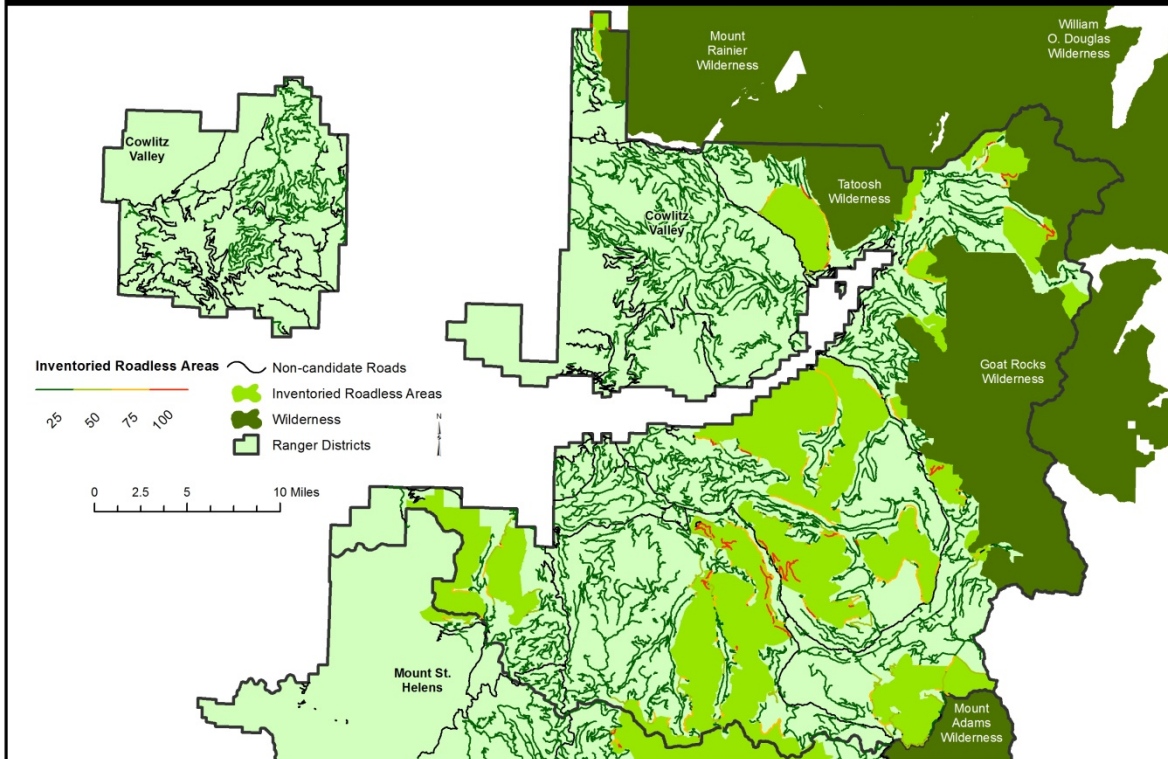 Mount
Rainier
Wilderness
William
O. Douglas
Wilderness
Cowlitz
Valley
Tatoosh
Wilderness
Cowlitz
Valley
Goat Rocks
Wilderness
Inventoried Roadless Areas
25
50
75
100
Non-candidate Roads
Inventoried Roadless Areas
Wilderness
Ranger Districts
N
0 2.5 5 10 Miles
Mount St.
Helens
Mount
Adams
Wilderness